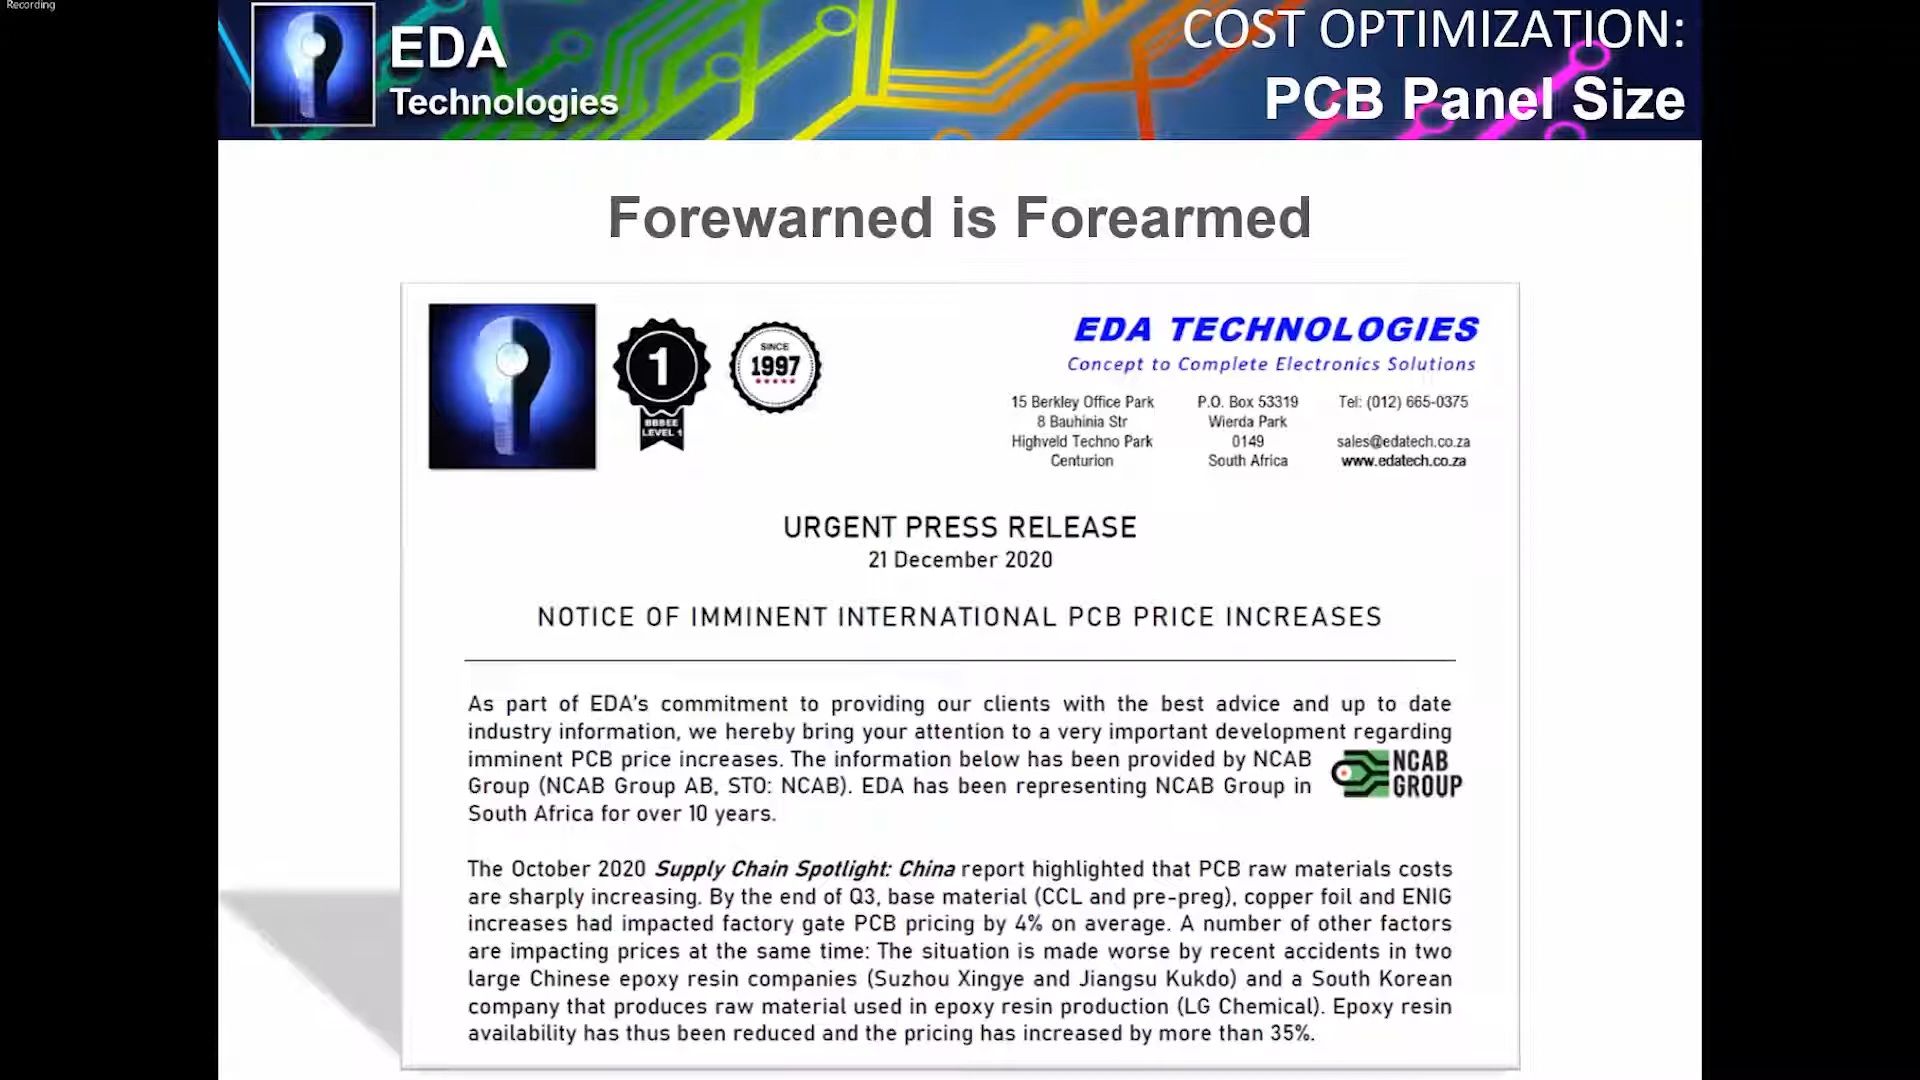 Recording
EDA
Technologies
COST OPTIMIZATION:
PCB Panel Size
Forewarned is Forearmed
1
BBBEE
LEVEL 1
SINCE
1997
EDA TECHNOLOGIES
Concept to Complete Electronics Solutions
15 Berkley Office Park
8 Bauhinia Str
Highveld Techno Park
Centurion
P.O. Box 53319
Wierda Park
0149
South Africa
Tel: (012) 665-0375
sales@edatech.co.za
www.edatech.co.za
URGENT PRESS RELEASE
21 December 2020
NOTICE OF IMMINENT INTERNATIONAL PCB PRICE INCREASES
As part of EDA's commitment to providing our clients with the best advice and up to date
industry information, we hereby bring your attention to a very important development regarding
imminent PCB price increases. The information below has been provided by NCAB
Group (NCAB Group AB, STO: NCAB). EDA has been representing NCAB Group in
South Africa for over 10 years.
NCAB
GROUP
The October 2020 Supply Chain Spotlight: China report highlighted that PCB raw materials costs
are sharply increasing. By the end of Q3, base material (CCL and pre-preg), copper foil and ENIG
increases had impacted factory gate PCB pricing by 4% on average. A number of other factors
are impacting prices at the same time: The situation is made worse by recent accidents in two
large Chinese epoxy resin companies (Suzhou Xingye and Jiangsu Kukdo) and a South Korean
company that produces raw material used in epoxy resin production (LG Chemical). Epoxy resin
availability has thus been reduced and the pricing has increased by more than 35%.